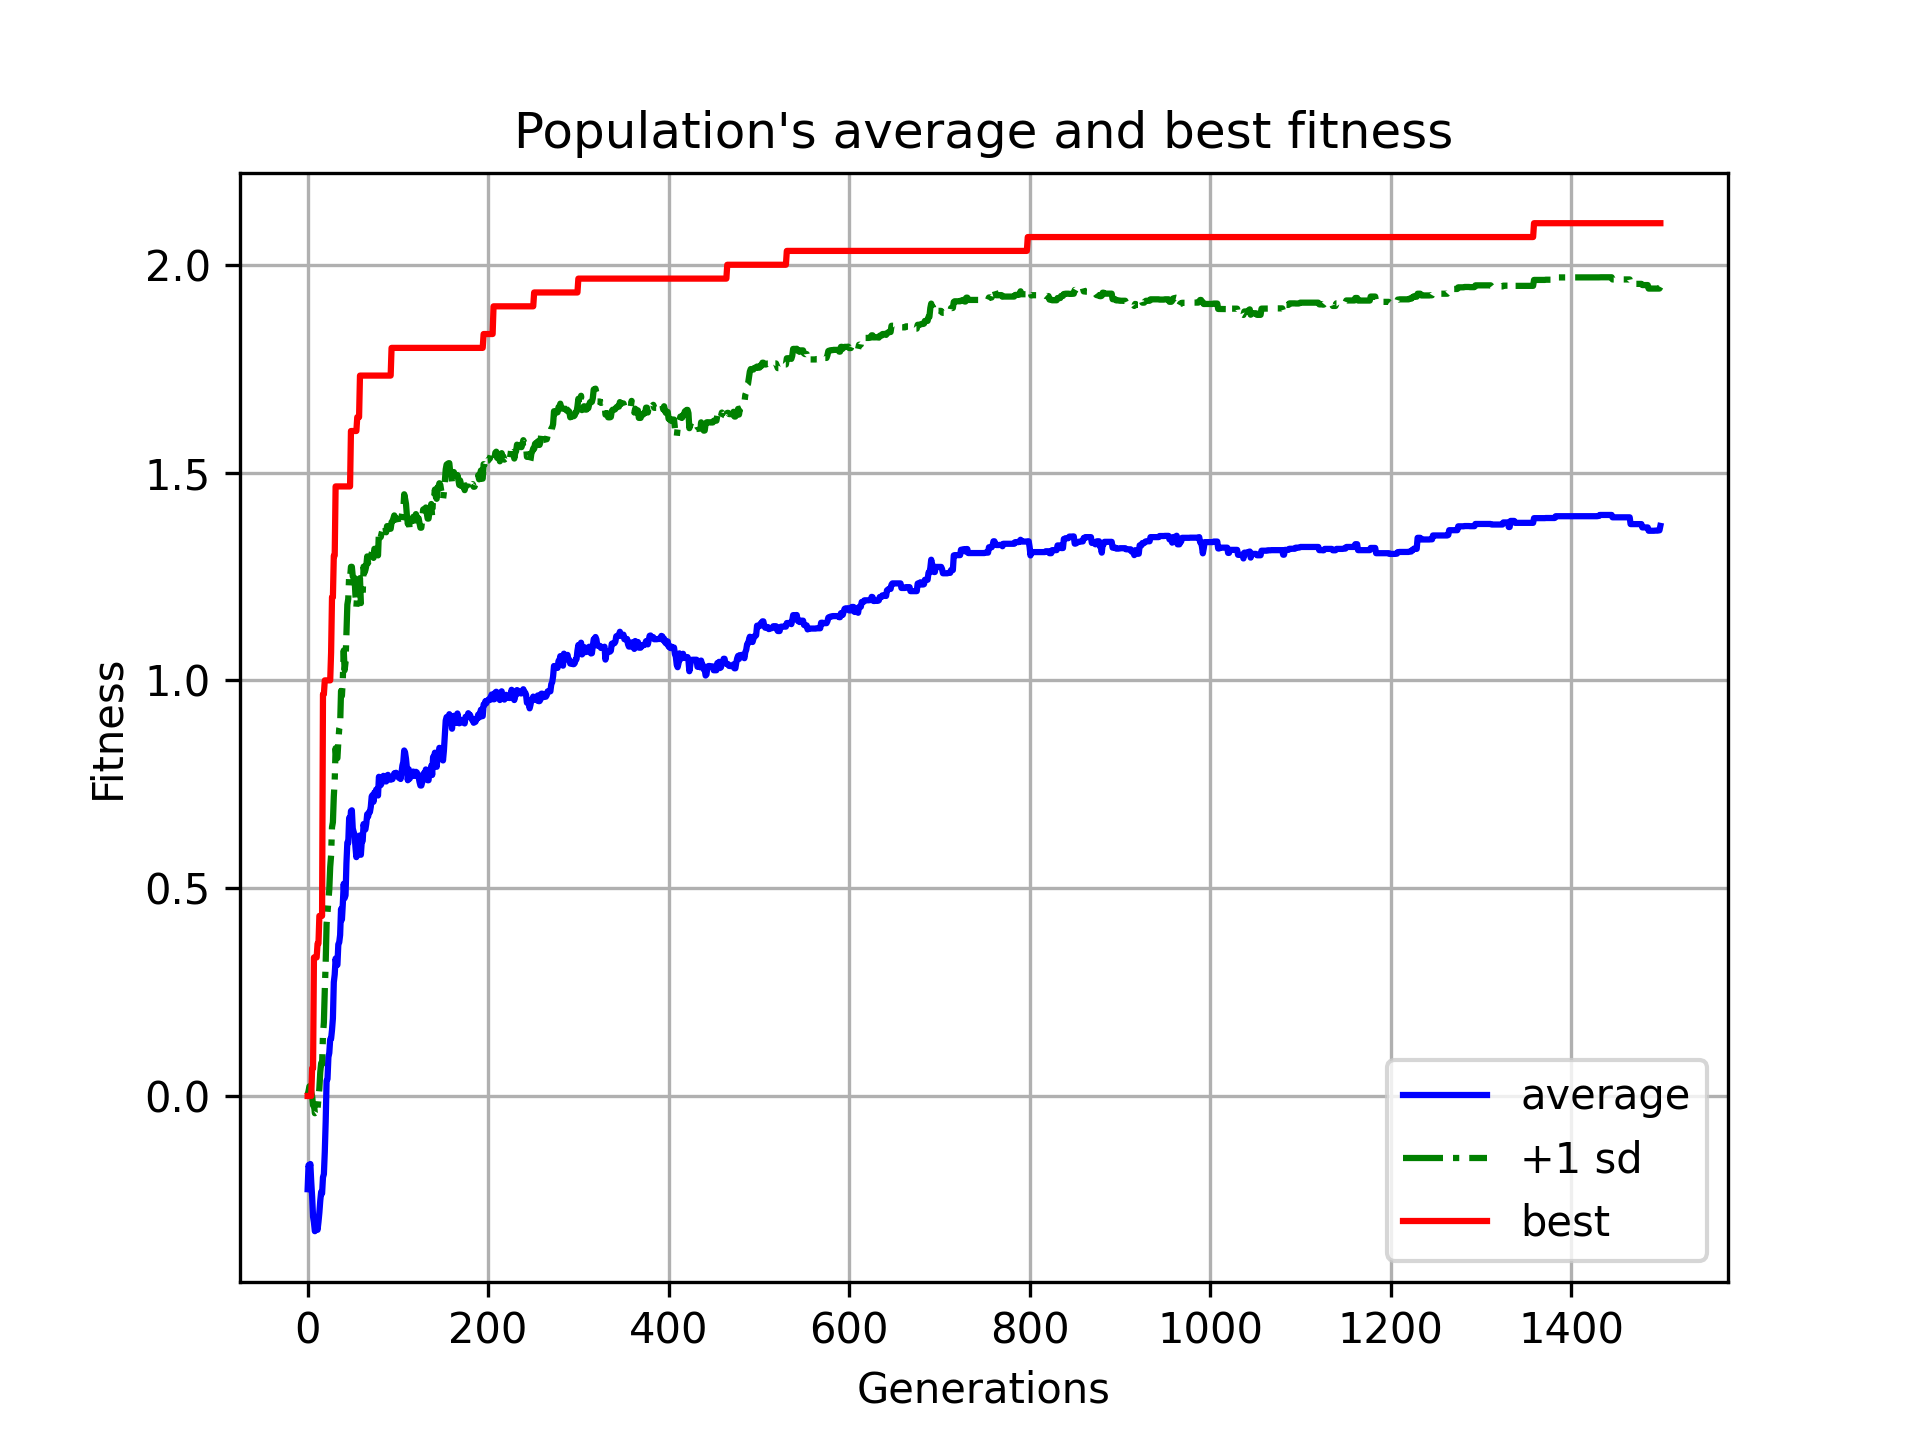 Population's average and best fitness
Fitness
2.0
1.5
1.0
0.5
0.0
0 200 400 600 800 1000 1200 1400
Generations
average
+1 sd
best